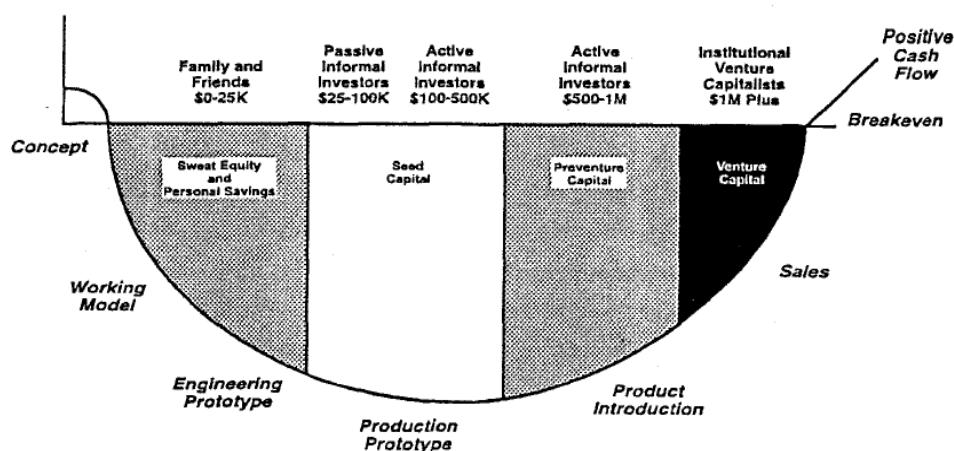 Family and
Friends
$0-25K
Passive
Informal
Investors
$25-100K
Active
Informal
Investors
$100-500K
Active
Informal
Investors
$500-1M
Institutional
Venture
Capitalists
$1M Plus
Positive
Cash
Flow
Breakeven
Concept
Sweat Equity
and
Personal Savings
Seed
Capital
Preventure
Capital
Venture
Capital
Working
Model
Engineering
Prototype
Production
Prototype
Product
Introduction
Sales